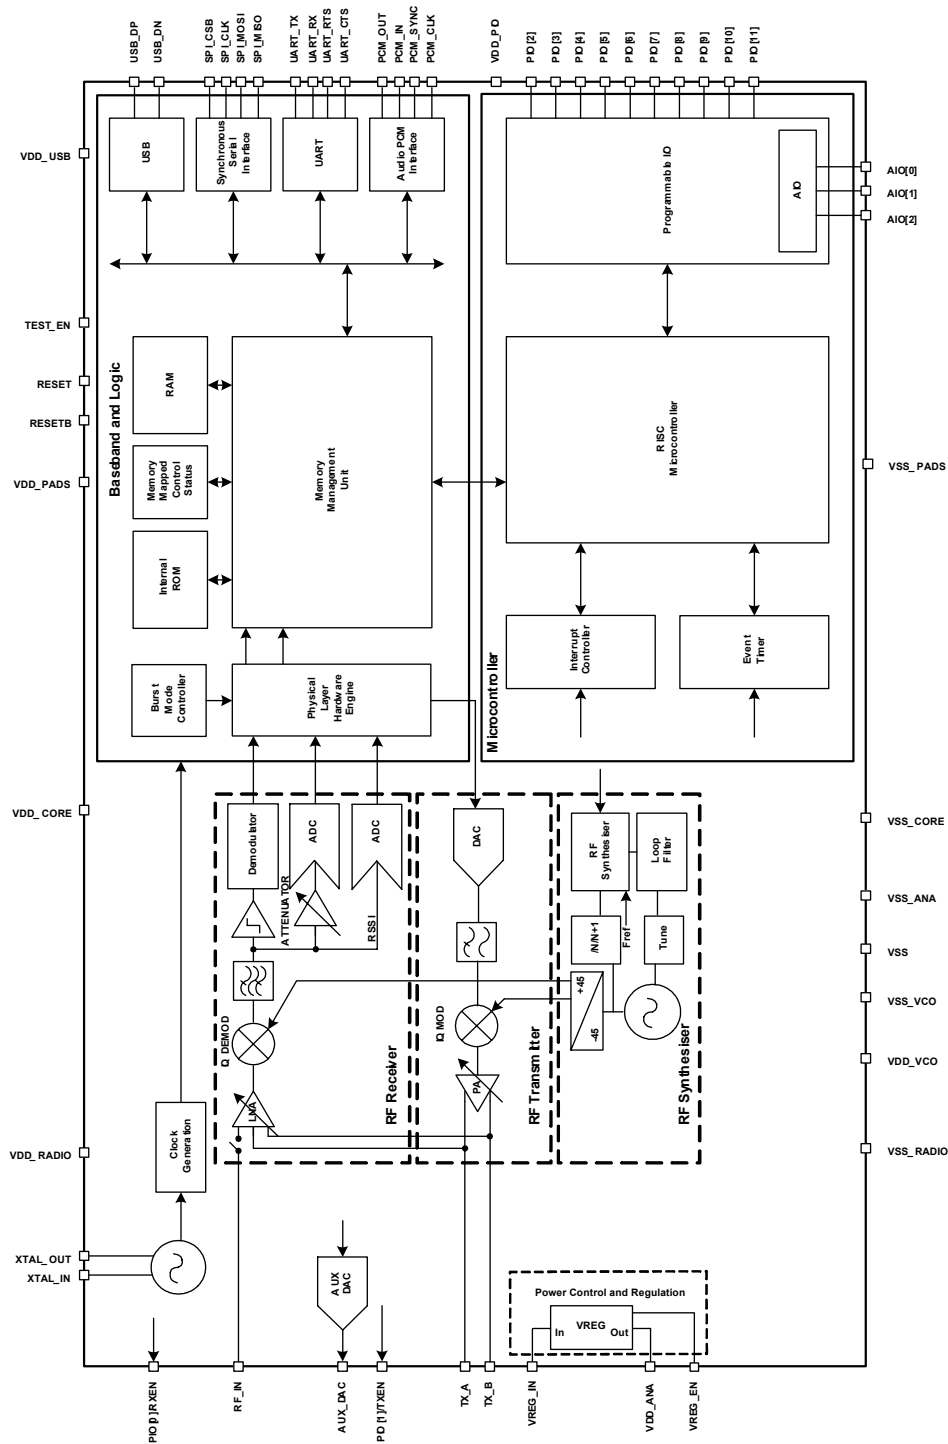 USB_DP
USB_DN
SPI_CSB
SPI_CLK
SPI_MOSI
SPI_MISO
UART_TX
UART_RX
UART_RTS
UART_CTS
PCM_OUT
PCM_IN
PCM_SYNC
PCM_CLK
VDD_PIO
PIO[2]
PIO[3]
PIO[4]
PIO[5]
PIO[6]
PIO[7]
PIO[8]
PIO[9]
PIO[10]
PIO[11]
VDD_USB
TEST_EN
RESET
RESETB
VDD_PADS
VDD_CORE
VDD_RADIO
XTAL_OUT
XTAL_IN
AIO[0]
AIO[1]
AIO[2]
VSS_PADS
VSS_CORE
VSS_ANA
VSS
VSS_VCO
VDD_VCO
VSS_RADIO
USB
Synchronous
Serial
Interface
UART
Audio PCM
Interface
Programmable IO
AIO
Baseband and Logic
RAM
Memory
Mapped
Control
Status
Internal
ROM
Memory
Management
Unit
RISC
Microcontroller
Burst
Mode
Controller
Physical
Layer
Hardware
Engine
Interrupt
Controller
Event
Timer
Microcontroller
Demodulator
ADC
ADC
ATTENUATOR
RSSI
IQ DEMOD
LNA
RF Receiver
DAC
IQ MOD
PA
RF Transmitter
RF
Synthesiser
Loop
Filter
/N/N+1
Fref
Tune
+45
-45
RF Synthesiser
Clock
Generation
AUX
DAC
Power Control and Regulation
VREG
In
Out
PIO[0]/RXEN
RF_IN
AUX_DAC
PIO[1]/TXEN
TX_A
TX_B
VREG_IN
VDD_ANA
VREG_EN